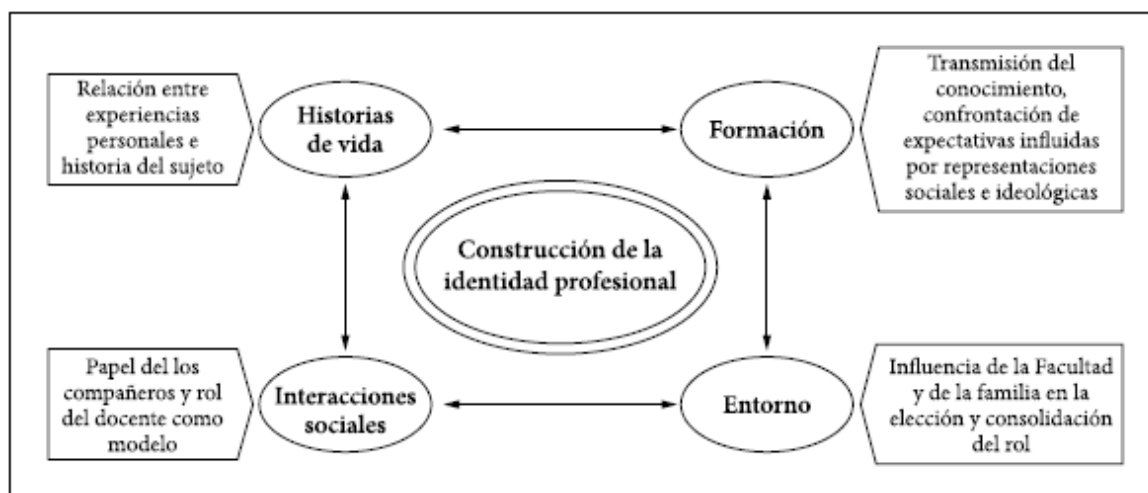 Relación entre
experiencias
personales e
historia del sujeto
Historias
de vida
Formación
Transmisión del
conocimiento,
confrontación de
expectativas influidas
por representaciones
sociales e ideológicas
Construcción de la
identidad profesional
Papel del los
compañeros y rol
del docente como
modelo
Interacciones
sociales
Entorno
Influencia de la Facultad
y de la familia en la
elección y consolidación
del rol